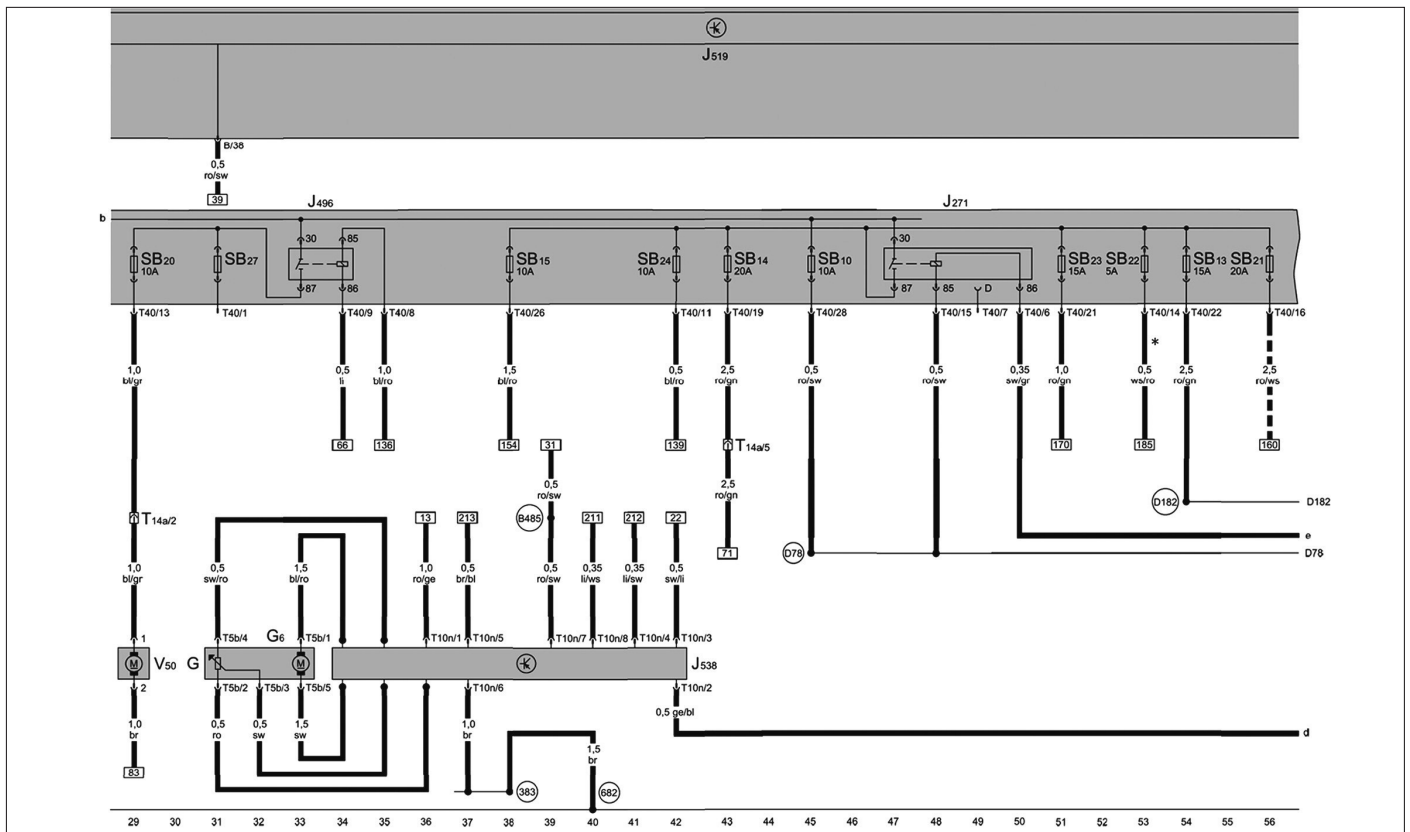 J519
B/38
0,5
ro/sw
39
J496
J271
b
30
85
30
SB20
10A
SB27
SB15
10A
SB24
10A
SB14
20A
SB10
10A
SB23
15A
SB22
5A
SB13
15A
SB21
20A
87
86
87
85
D
86
T40/13
T40/1
T40/9
T40/8
T40/26
T40/11
T40/19
T40/28
T40/15
T40/7
T40/6
T40/21
T40/14
T40/22
T40/16
*
1,0
bl/gr
0,5
li
1,0
bl/ro
1,5
bl/ro
0,5
bl/ro
2,5
ro/gn
0,5
ro/sw
0,5
ro/sw
0,35
sw/gr
1,0
ro/gn
0,5
ws/ro
2,5
ro/gn
2,5
ro/ws
66
136
154
31
139
T14a/5
170
185
160
0,5
ro/sw
2,5
ro/gn
D182
D182
T14a/2
13
213
B485
211
212
22
e
71
D78
D78
1,0
bl/gr
0,5
sw/ro
1,5
bl/ro
1,0
ro/ge
0,5
br/bl
0,5
ro/sw
0,35
li/ws
0,35
li/sw
0,5
sw/li
1
T5b/4
G6
T5b/1
T10n/1
T10n/5
T10n/7
T10n/8
T10n/4
T10n/3
M
V50
G
M
J538
2
T5b/2
T5b/3
T5b/5
T10n/6
T10n/2
1,0
br
0,5
ro
0,5
sw
1,5
sw
1,0
br
0,5 ge/bl
d
1,5
br
83
383
682
29 30 31 32 33 34 35 36 37 38 39 40 41 42 43 44 45 46 47 48 49 50 51 52 53 54 55 56